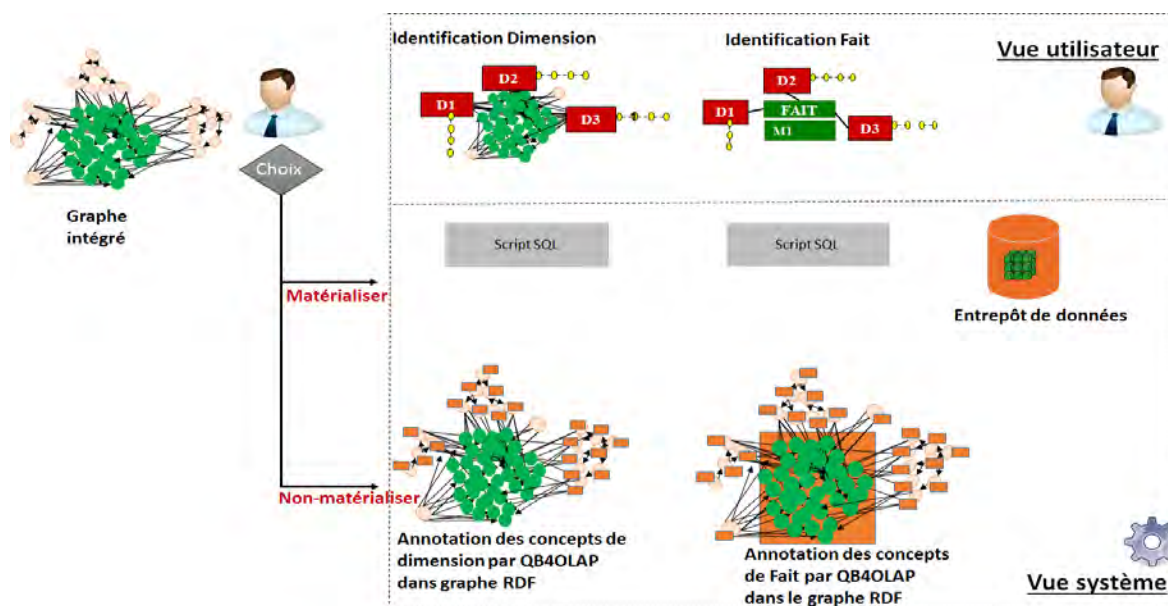 Identification Dimension
Identification Fait
Vue utilisateur
D2
D1
D3
D2
D1
FAIT
M1
D3
Choix
Graphe
intégré
Script SQL
Script SQL
Matérialiser
Entrepôt de données
Non-matérialiser
Annotation des concepts de
dimension par QB4OLAP
dans graphe RDF
Annotation des concepts
de Fait par QB4OLAP
dans le graphe RDF
Vue système